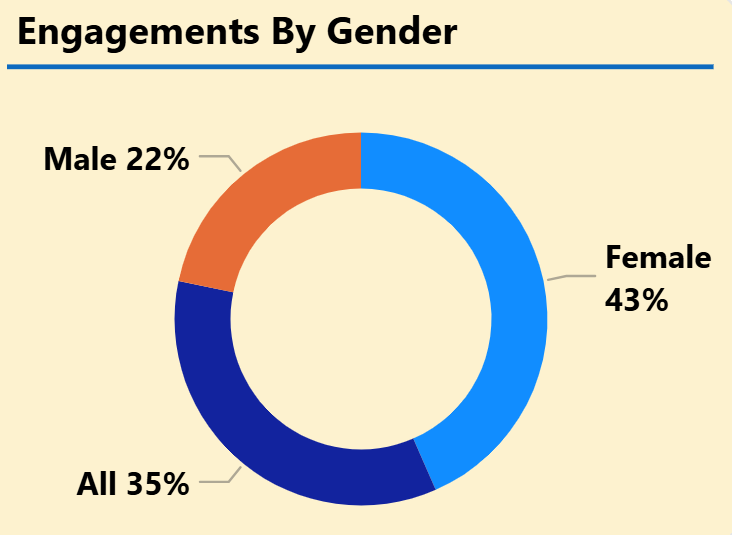 Engagements By Gender
Male 22%
Female
43%
All 35%